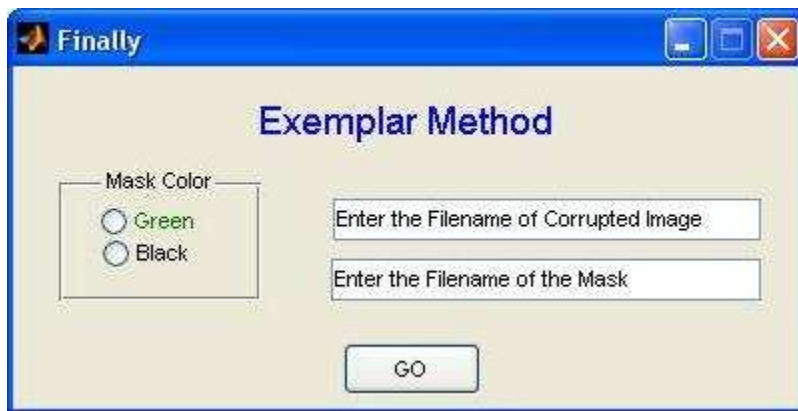 Finally
Exemplar Method
Mask Color
Green
Black
Enter the Filename of Corrupted Image
Enter the Filename of the Mask
GO